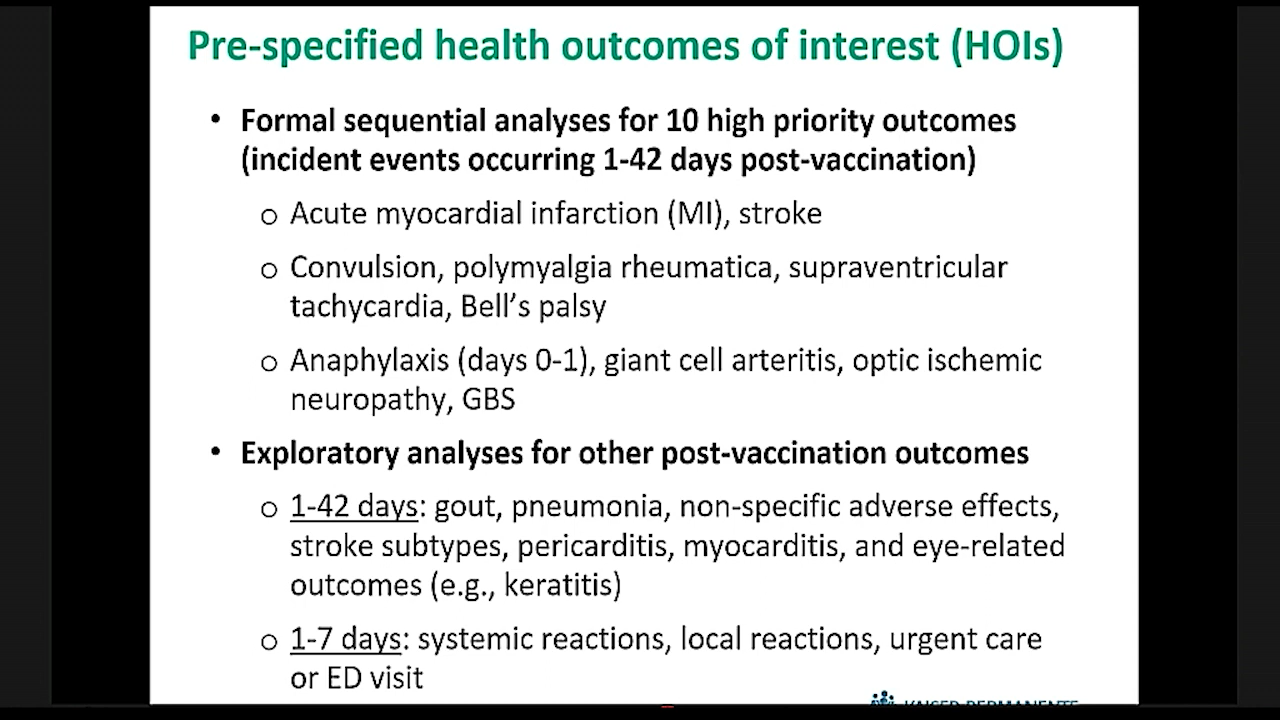 Pre-specified health outcomes of interest (HOIs)
• Formal sequential analyses for 10 high priority outcomes
(incident events occurring 1-42 days post-vaccination)
o Acute myocardial infarction (MI), stroke
o Convulsion, polymyalgia rheumatica, supraventricular
tachycardia, Bell’s palsy
o Anaphylaxis (days 0-1), giant cell arteritis, optic ischemic
neuropathy, GBS
• Exploratory analyses for other post-vaccination outcomes
o 1-42 days: gout, pneumonia, non-specific adverse effects,
stroke subtypes, pericarditis, myocarditis, and eye-related
outcomes (e.g., keratitis)
o 1-7 days: systemic reactions, local reactions, urgent care
or ED visit
KAISER PERMANENTE